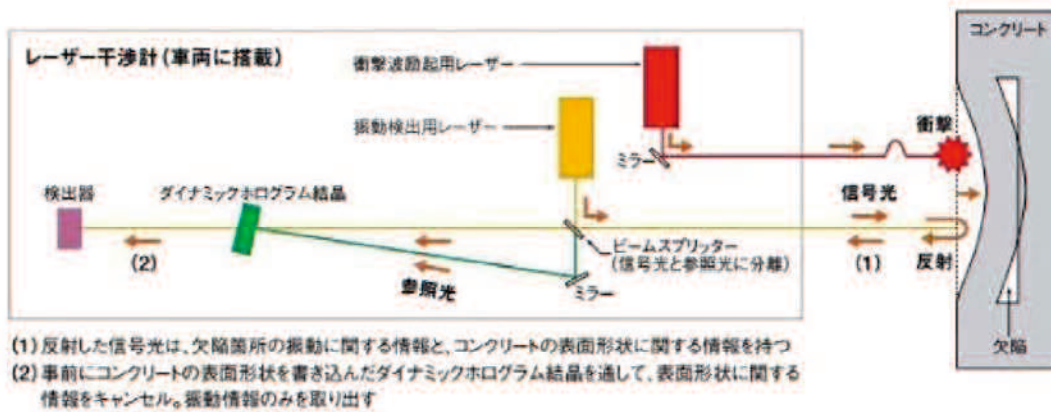 コンクリート
レーザー干渉計（車両に搭載）
衝撃波励起用レーザー
振動検出用レーザー
ミラー
衝撃
検出器
ダイナミックホログラム結晶
信号光
(2)
参照光
ビームスプリッター
（信号光と参照光に分離）
ミラー
(1)
反射
欠陥
(1) 反射した信号光は、欠陥箇所の振動に関する情報と、コンクリートの表面形状に関する情報を持つ
(2) 事前にコンクリートの表面形状を書き込んだダイナミックホログラム結晶を通して、表面形状に関する
情報をキャンセル。振動情報のみを取り出す